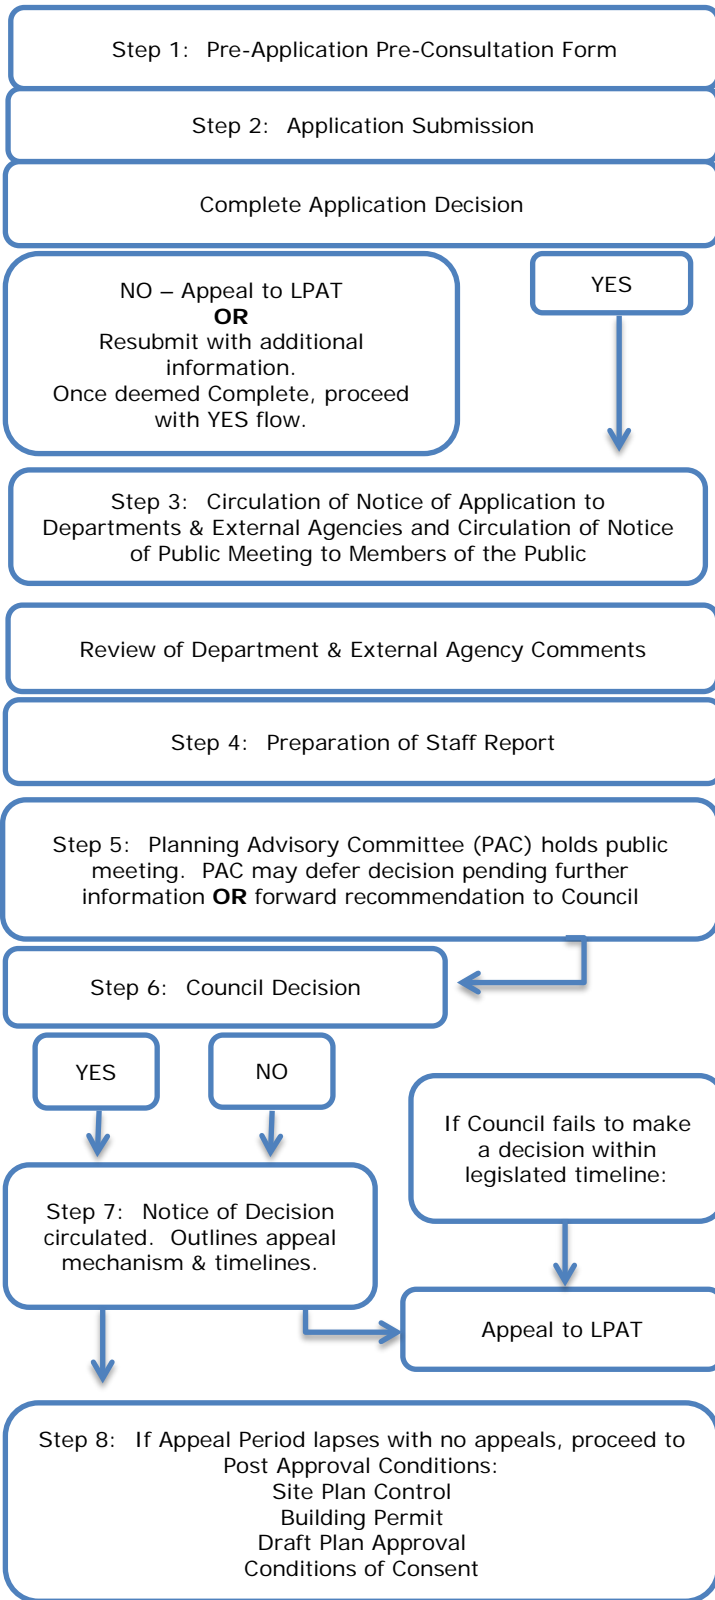 Step 1: Pre-Application Pre-Consultation Form
Step 2: Application Submission
Complete Application Decision
NO – Appeal to LPAT
OR
Resubmit with additional
information.
Once deemed Complete, proceed
with YES flow.
YES
Step 3: Circulation of Notice of Application to
Departments & External Agencies and Circulation of Notice
of Public Meeting to Members of the Public
Review of Department & External Agency Comments
Step 4: Preparation of Staff Report
Step 5: Planning Advisory Committee (PAC) holds public
meeting. PAC may defer decision pending further
information OR forward recommendation to Council
Step 6: Council Decision
YES
NO
If Council fails to make
a decision within
legislated timeline:
Step 7: Notice of Decision
circulated. Outlines appeal
mechanism & timelines.
Appeal to LPAT
Step 8: If Appeal Period lapses with no appeals, proceed to
Post Approval Conditions:
Site Plan Control
Building Permit
Draft Plan Approval
Conditions of Consent